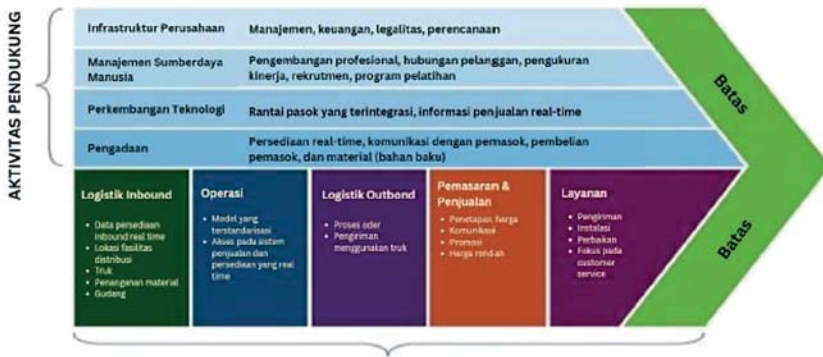 AKTIVITAS PENDUKUNG
Infrastruktur Perusahaan
Manajemen, keuangan, legalitas, perencanaan
Manajemen Sumberdaya
Manusia
Pengembangan profesional, hubungan pelanggan, pengukuran
kinerja, rekrutmen, program pelatihan
Perkembangan Teknologi
Rantai pasok yang terintegrasi, informasi penjualan real-time
Pengadaan
Persediaan real-time, komunikasi dengan pemasok, pembelian
pemasok, dan material (bahan baku)
Batas
Batas
Logistik Inbound
• Data persediaan
inbound real time
• Lokasi fasilitas
distribusi
• Truk
• Penanganan material
• Gudang
Operasi
• Model yang
terstandarisasi
• Akses pada sistem
penjualan dan
persediaan yang real
time
Logistik Outbond
• Proses oder
• Pengiriman
menggunakan truk
Pemasaran &
Penjualan
• Penetapan harga
• Komunikasi
• Promosi
• Harga rendah
Layanan
• Pengiriman
• Instalasi
• Perbaikan
• Fokus pada
customer
service